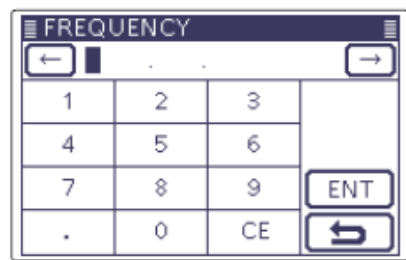 FREQUENCY
← . . →
1 2 3
4 5 6
7 8 9 ENT
. 0 CE